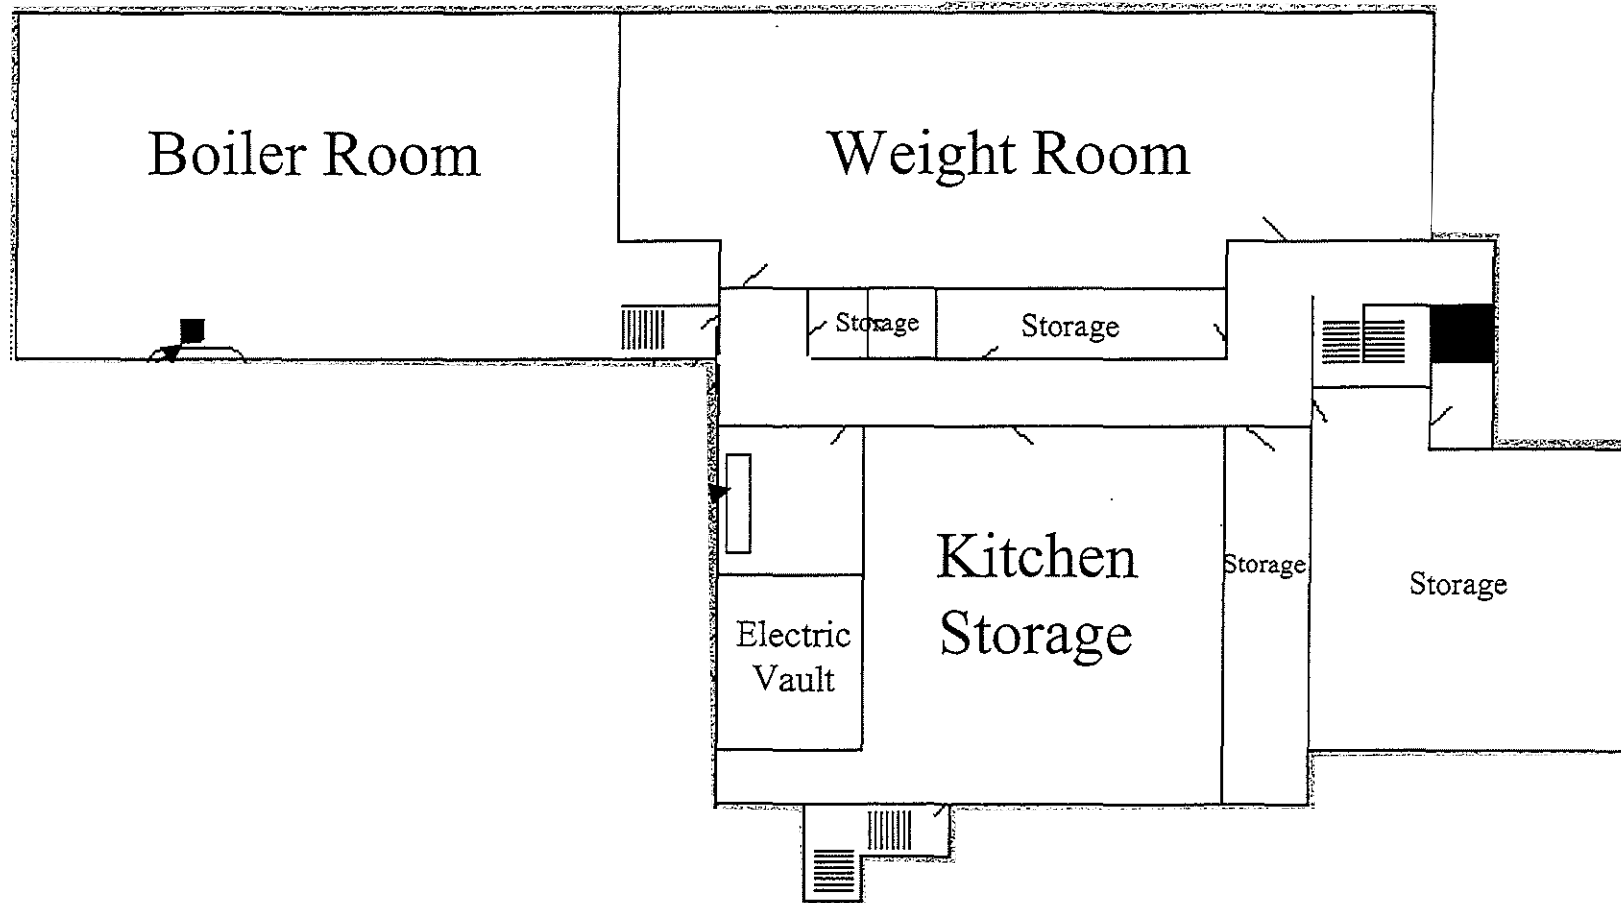 Boiler Room
Weight Room
Storage
Storage
Kitchen
Storage
Storage
Storage
Electric
Vault